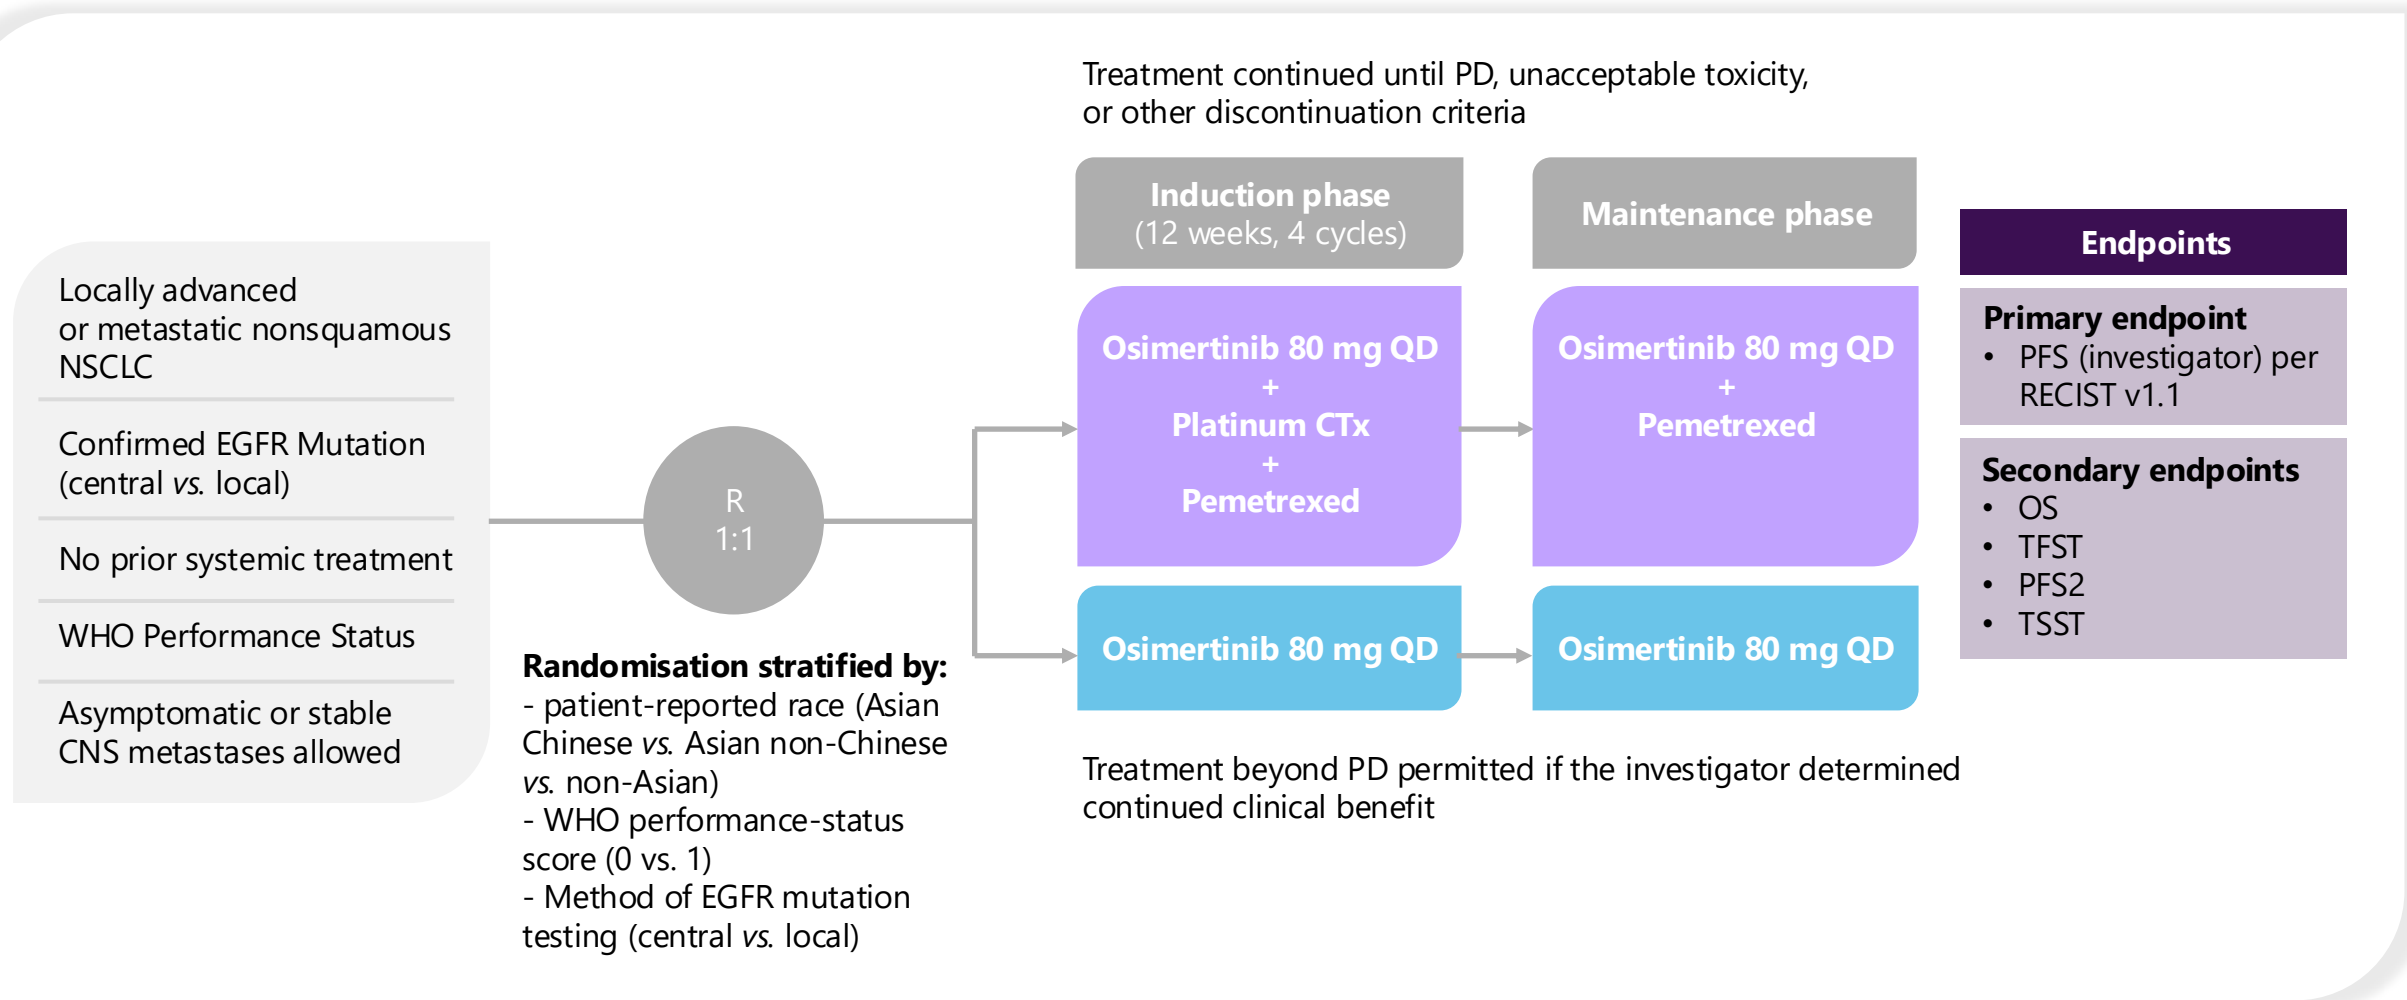 Treatment continued until PD, unacceptable toxicity,
or other discontinuation criteria
Locally advanced
or metastatic nonsquamous
NSCLC
Confirmed EGFR Mutation
(central vs. local)
No prior systemic treatment
WHO Performance Status
Asymptomatic or stable
CNS metastases allowed
R
1:1
Randomisation stratified by:
- patient-reported race (Asian
Chinese vs. Asian non-Chinese
vs. non-Asian)
- WHO performance-status
score (0 vs. 1)
- Method of EGFR mutation
testing (central vs. local)
Induction phase
(12 weeks, 4 cycles)
Osimertinib 80 mg QD
+
Platinum CTx
+
Pemetrexed
Osimertinib 80 mg QD
Maintenance phase
Osimertinib 80 mg QD
+
Pemetrexed
Osimertinib 80 mg QD
Treatment beyond PD permitted if the investigator determined
continued clinical benefit
Endpoints
Primary endpoint
• PFS (investigator) per
RECIST v1.1
Secondary endpoints
• OS
• TFST
• PFS2
• TSST